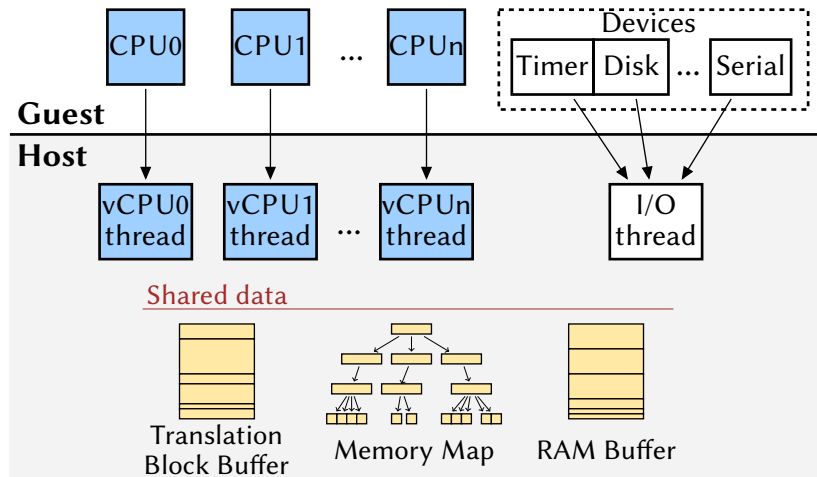 Devices
CPU0 CPU1 ... CPUn
Timer Disk ... Serial
Guest
Host
vCPU0
thread
vCPU1
thread
...
vCPUn
thread
I/O
thread
Shared data
Translation
Block Buffer
Memory Map
RAM Buffer